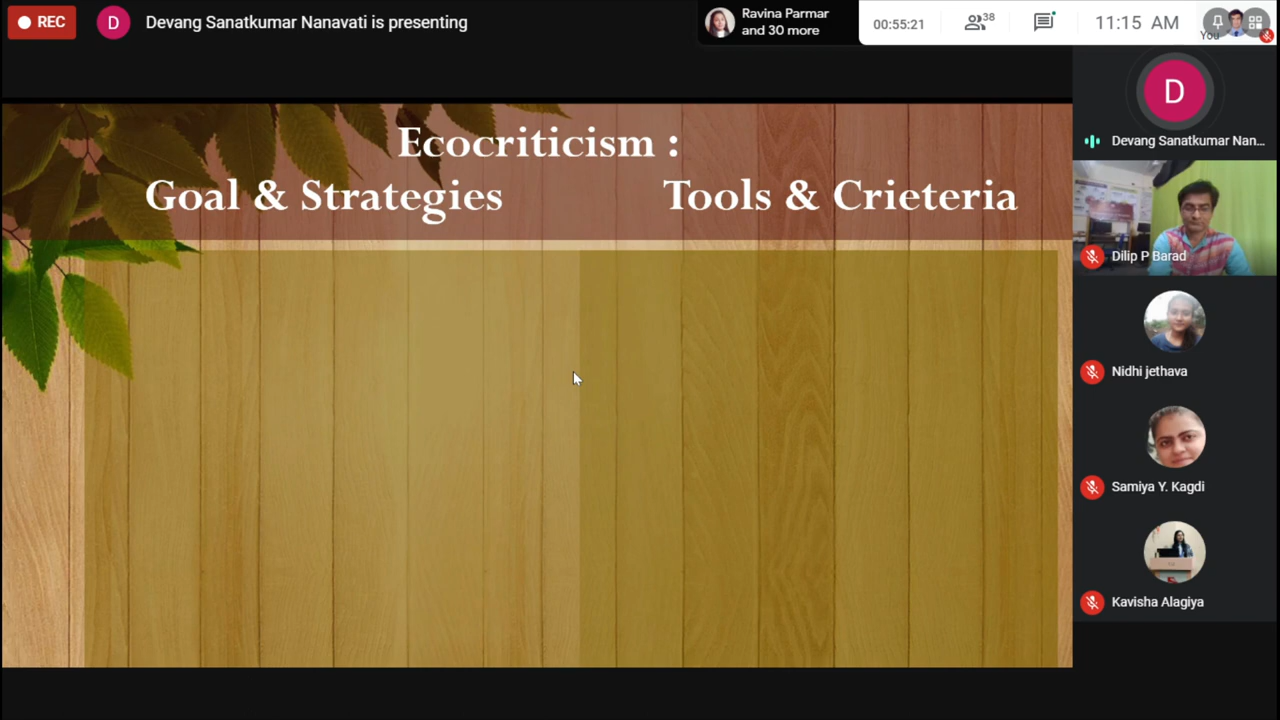 REC
D
Devang Sanatkumar Nanavati is presenting
Ravina Parmar
and 30 more
00:55:21
38
11:15 AM
You
Ecocriticism :
Goal & Strategies
Tools & Crieteria
D
Devang Sanatkumar Nan...
Dilip P Barad
Nidhi jethava
Samiya Y. Kagdi
Kavisha Alagiya